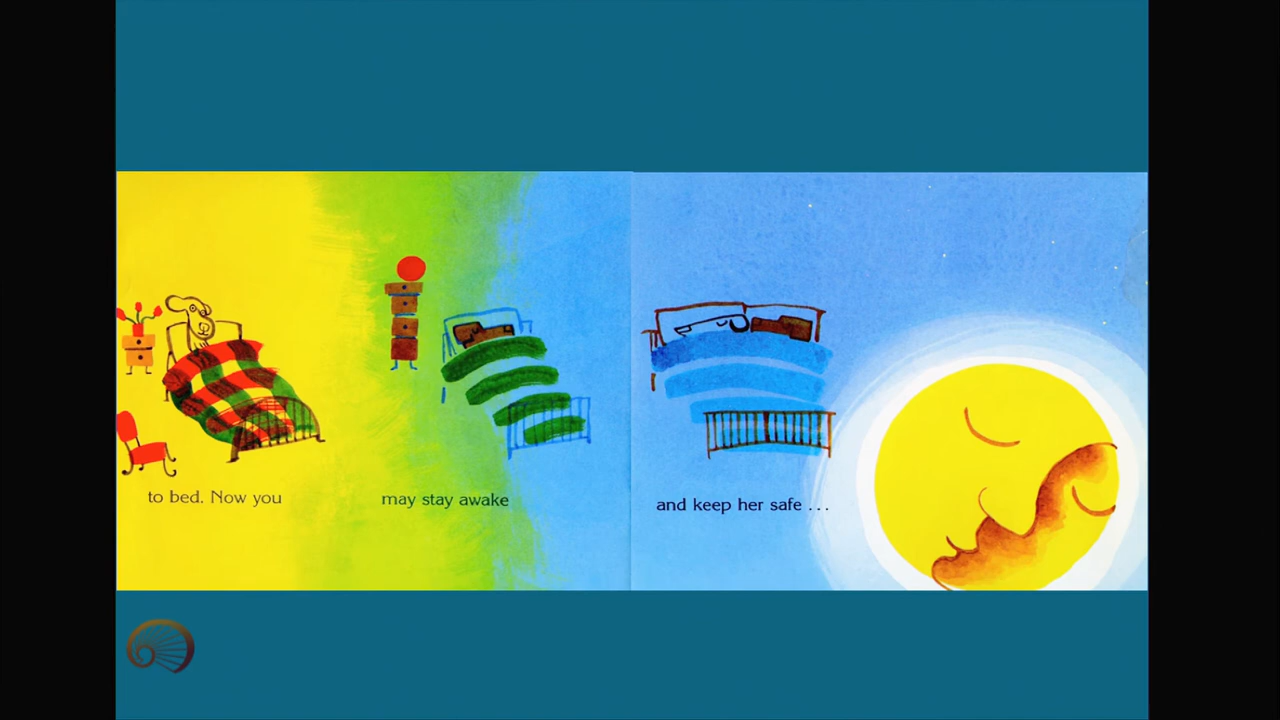 to bed. Now you
may stay awake
and keep her safe . . .